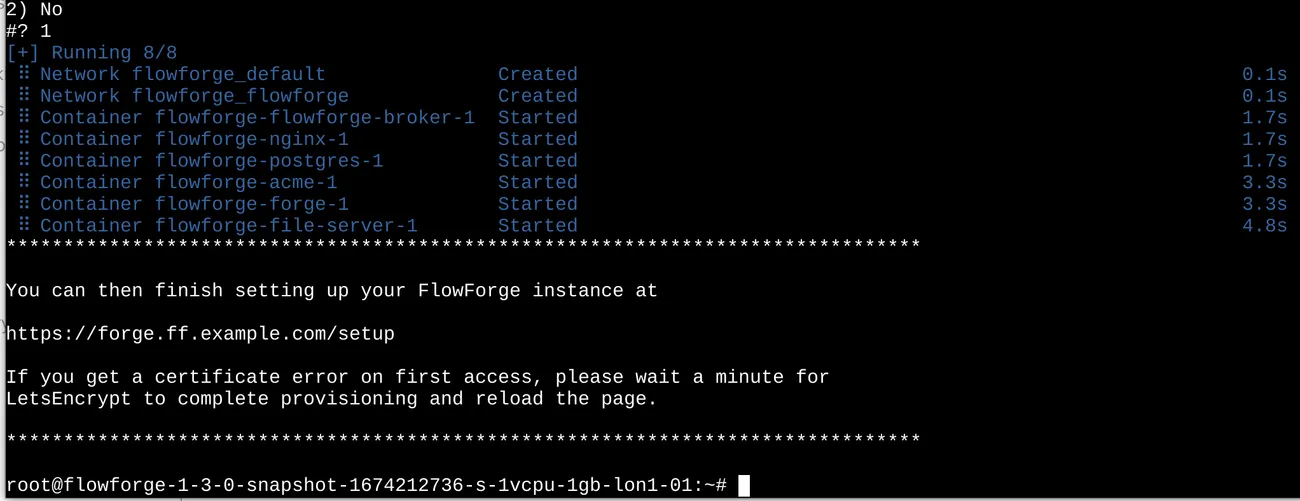 2) No
#? 1
[+] Running 8/8
⠿ Network flowforge_default Created 0.1s
⠿ Network flowforge_flowforge Created 0.1s
⠿ Container flowforge-flowforge-broker-1 Started 1.7s
⠿ Container flowforge-nginx-1 Started 1.7s
⠿ Container flowforge-postgres-1 Started 1.7s
⠿ Container flowforge-acme-1 Started 3.3s
⠿ Container flowforge-forge-1 Started 3.3s
⠿ Container flowforge-file-server-1 Started 4.8s
********************************************************************************
You can then finish setting up your FlowForge instance at
https://forge.ff.example.com/setup
If you get a certificate error on first access, please wait a minute for
LetsEncrypt to complete provisioning and reload the page.
********************************************************************************
root@flowforge-1-3-0-snapshot-1674212736-s-1vcpu-1gb-lon1-01:~#